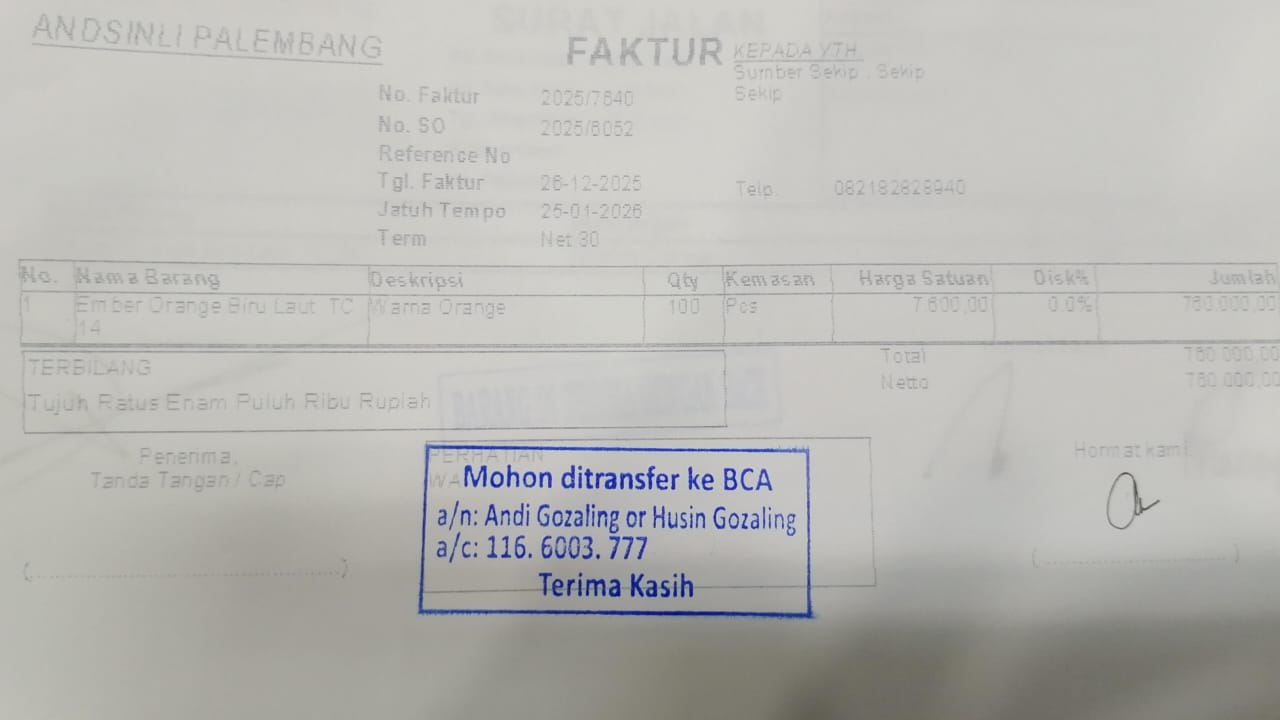 ANDSINLI PALEMBANG
FAKTUR
KEPADA YTH.
Sumber Sekip , Sekip
Sekip
No. Faktur 2025/7640
No. SO 2025/6052
Reference No
Tgl. Faktur 26-12-2025
Telp. 082182828940
Jatuh Tempo 25-01-2026
Term Net 30
No. Nama Barang Deskripsi Qty Kemasan Harga Satuan Disk% Jumlah
1 Ember Orange Biru Laut TC Warna Orange 100 Pcs 7.600,00 0.0% 760.000,00
14
Total 760.000,00
Netto 760.000,00
TERBILANG
Tujuh Ratus Enam Puluh Ribu Rupiah
Penerima,
Tanda Tangan / Cap
PERHATIAN
Hormat kami
Mohon ditransfer ke BCA
a/n: Andi Gozaling or Husin Gozaling
a/c: 116. 6003. 777
Terima Kasih